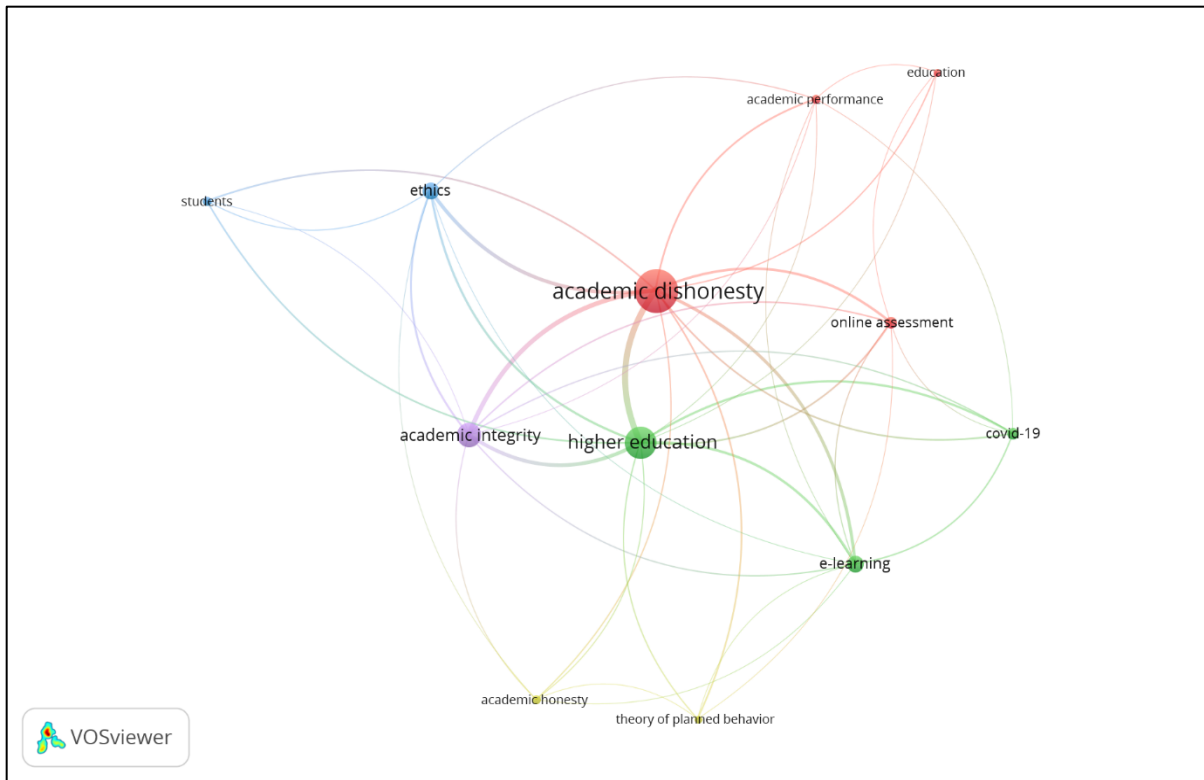 education
academic performance
ethics
students
academic dishonesty
online assessment
academic integrity
higher education
covid-19
e-learning
academic honesty
theory of planned behavior
VOSviewer